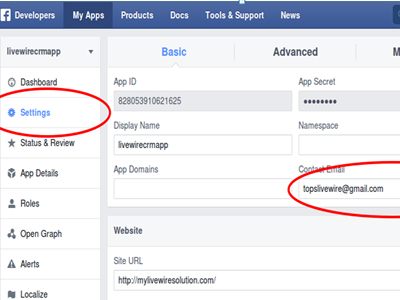 f Developers My Apps Products Docs Tools & Support News
livewirecrmapp
Dashboard
Settings
Status & Review
App Details
Roles
Open Graph
Alerts
Localize
Basic Advanced M
App ID App Secret
828053910621625 ••••••••
Display Name Namespace
livewirecrmapp
App Domains Contact Email
topslivewire@gmail.com
Website
Site URL
http://mylivewiresolution.com/